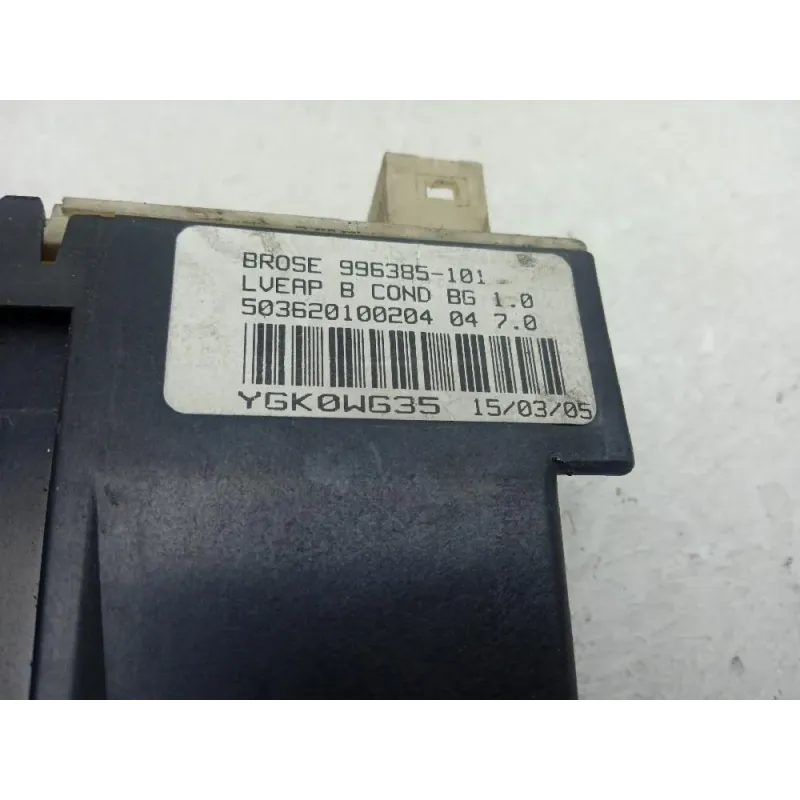 BROSE 996385-101
LVEAP B COND BG 1.0
503620100204 04 7.0
YGK0WG35 15/03/05